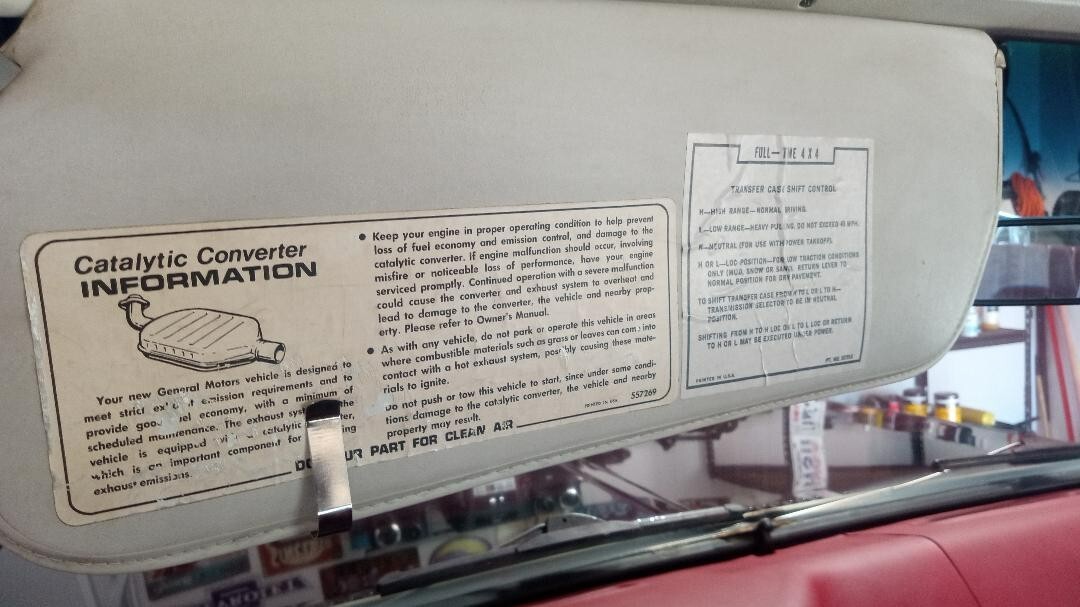 Catalytic Converter
INFORMATION
Your new General Motors vehicle is designed to
meet strict emission requirements and to
provide fuel economy, with a minimum of
scheduled The exhaust the
vehicle is equipped catalytic
which is an important component for
exhaust emissions.
● Keep your engine in proper operating condition to help prevent
loss of fuel economy and emission control, and damage to the
catalytic converter. If engine malfunction should occur, involving
misfire or noticeable loss of performance, have your engine
serviced promptly. Continued operation with a severe malfunction
could cause the converter and exhaust system to overheat and
lead to damage to the converter, the vehicle and nearby prop-
erty. Please refer to Owner's Manual.
● As with any vehicle, do not park or operate this vehicle in areas
where combustible materials such as grass or leaves can come into
contact with a hot exhaust system, possibly causing these mate-
rials to ignite.
Do not push or tow this vehicle to start, since under some condi-
tions damage to the catalytic converter, the vehicle and nearby
property may result.
PRINTED IN USA 557269
PART FOR CLEAN AIR
FULL-TIME 4X4
TRANSFER CASE SHIFT CONTROL
H—HIGH RANGE—NORMAL DRIVING.
L—LOW RANGE—HEAVY PULLING. DO NOT EXCEED MPH.
N—NEUTRAL (FOR USE WITH POWER TAKEOFF).
H OR L—LOC POSITION—FOR LOW TRACTION CONDITIONS
ONLY (MUD, SNOW OR SAND). RETURN LEVER TO
NORMAL POSITION FOR DRY PAVEMENT.
TO SHIFT TRANSFER CASE FROM H TO L OR L TO H—
TRANSMISSION SELECTOR TO BE IN NEUTRAL
POSITION.
SHIFTING FROM H TO H LOC OR L TO L LOC OR RETURN
TO H OR L MAY BE EXECUTED UNDER POWER.
PRINTED IN U.S.A. PT. NO.